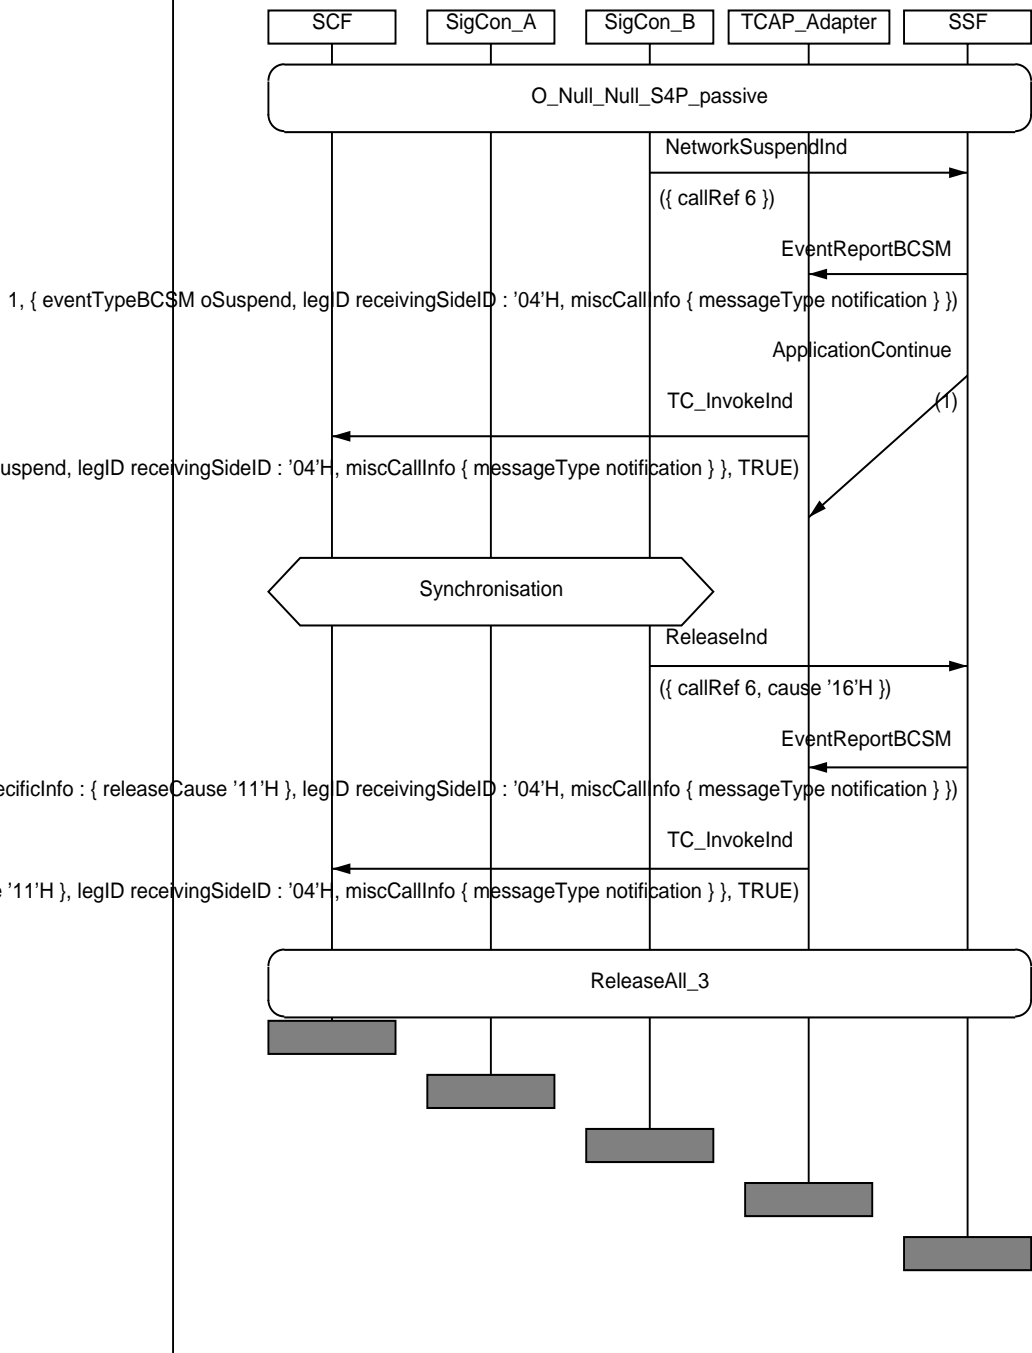 SCF SigCon_A SigCon_B TCAP_Adapter SSF
O_Null_Null_S4P_passive
NetworkSuspendInd
({ callRef 6 })
EventReportBCSM
1, { eventTypeBCSM oSuspend, legID receivingSideID : '04'H, miscCallInfo { messageType notification } })
ApplicationContinue
(1)
TC_InvokeInd
uspend, legID receivingSideID : '04'H, miscCallInfo { messageType notification } }, TRUE)
Synchronisation
ReleaseInd
({ callRef 6, cause '16'H })
EventReportBCSM
ecificInfo : { releaseCause '11'H }, legID receivingSideID : '04'H, miscCallInfo { messageType notification } })
TC_InvokeInd
'11'H }, legID receivingSideID : '04'H, miscCallInfo { messageType notification } }, TRUE)
ReleaseAll_3